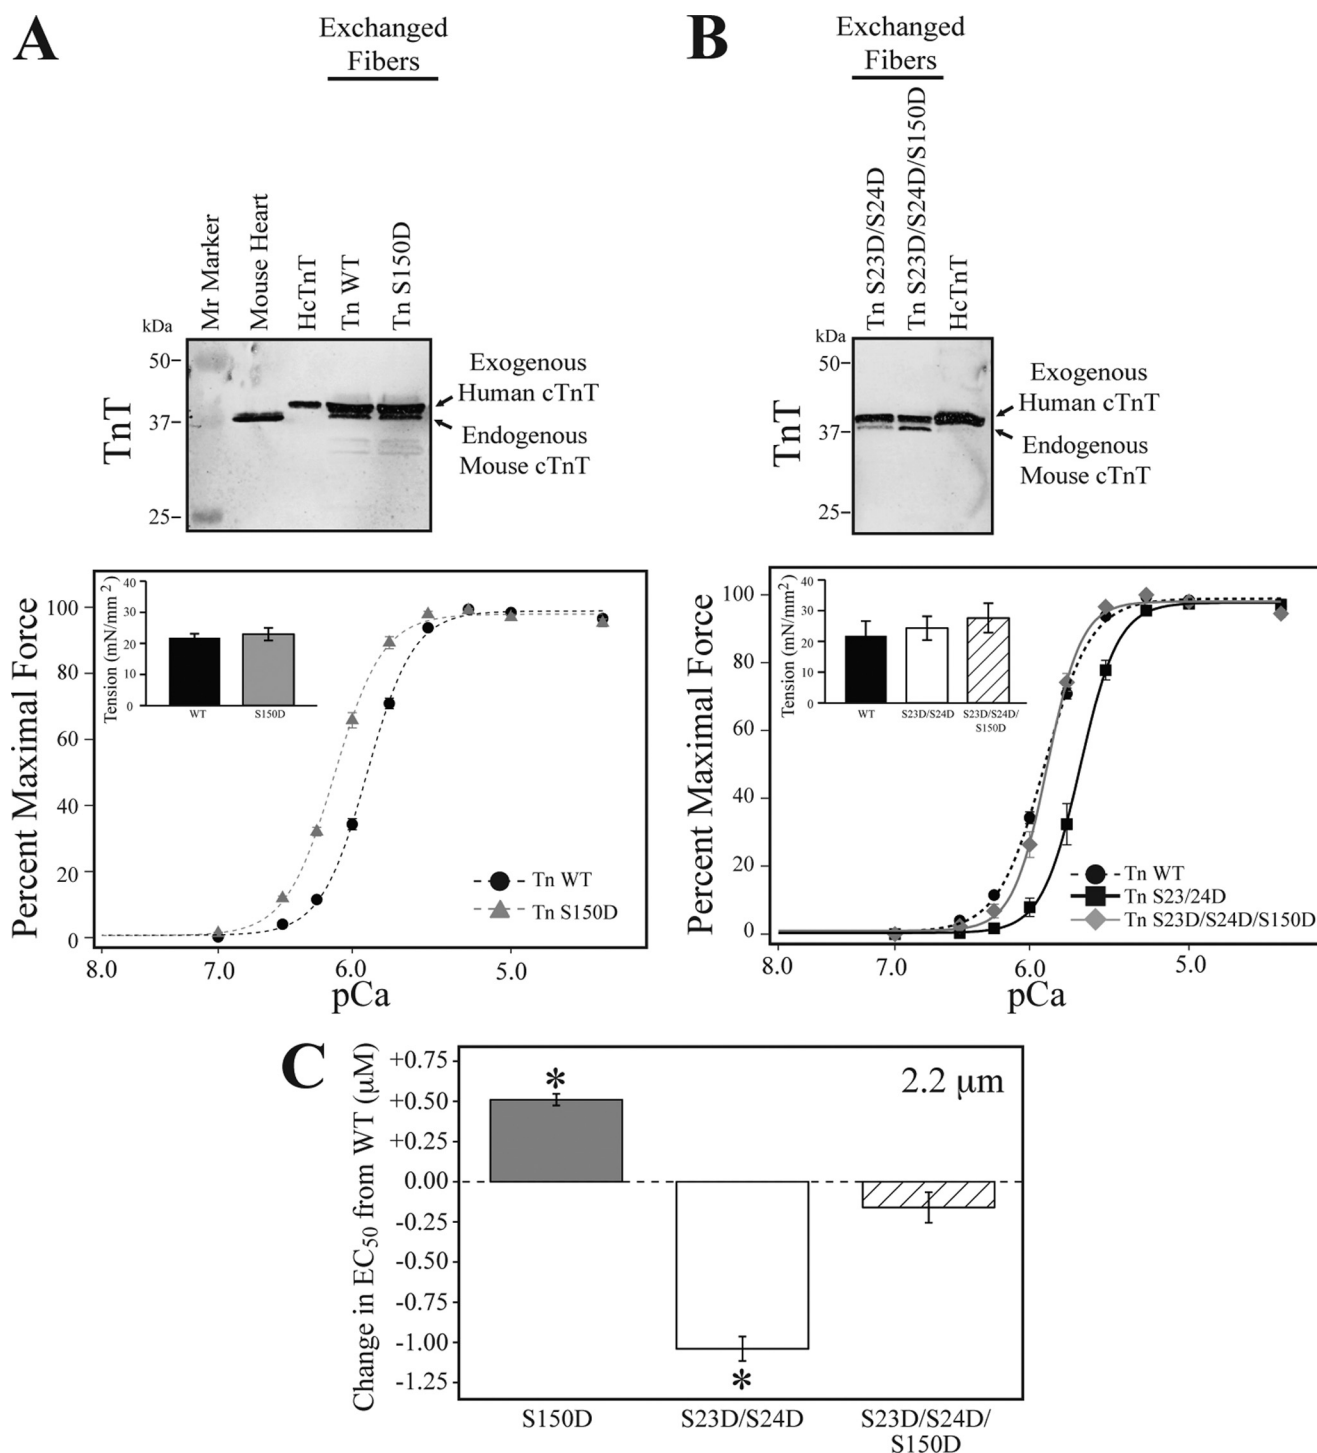 A
Exchanged
Fibers
Mr Marker
Mouse Heart
HcTnT
Tn WT
Tn S150D
kDa
50
37
25
TnT
Exogenous
Human cTnT
Endogenous
Mouse cTnT
Percent Maximal Force
100
80
60
40
20
0
8.0
7.0
6.0
5.0
pCa
Tension (mN/mm²)
40
30
20
10
0
WT
S150D
Tn WT
Tn S150D
B
Exchanged
Fibers
Tn S23D/S24D
Tn S23D/S24D/S150D
HcTnT
kDa
50
37
25
TnT
Exogenous
Human cTnT
Endogenous
Mouse cTnT
Percent Maximal Force
100
80
60
40
20
0
8.0
7.0
6.0
5.0
pCa
Tension (mN/mm²)
40
30
20
10
0
WT
S23D/S24D
S23D/S24D/
S150D
Tn WT
Tn S23/24D
Tn S23D/S24D/S150D
C
Change in EC₅₀ from WT (µM)
+0.75
+0.50
+0.25
0.00
-0.25
-0.50
-0.75
-1.00
-1.25
*
*
2.2 µm
S150D
S23D/S24D
S23D/S24D/
S150D